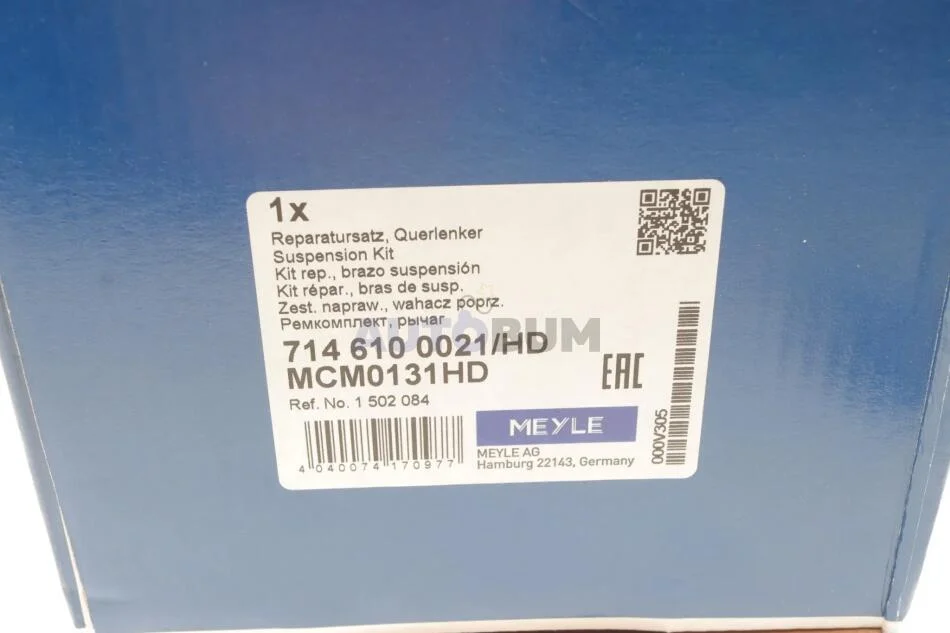 1x
Reparatursatz, Querlenker
Suspension Kit
Kit rep., brazo suspensión
Kit répar., bras de susp.
Zest. napraw., wahacz poprz.
Ремкомплект, рычаг
AUTOBUM
714 610 0021/HD
MCM0131HD
EAC
Ref. No. 1 502 084
MEYLE
MEYLE AG
Hamburg 22143, Germany
4 040074 170977
000V305